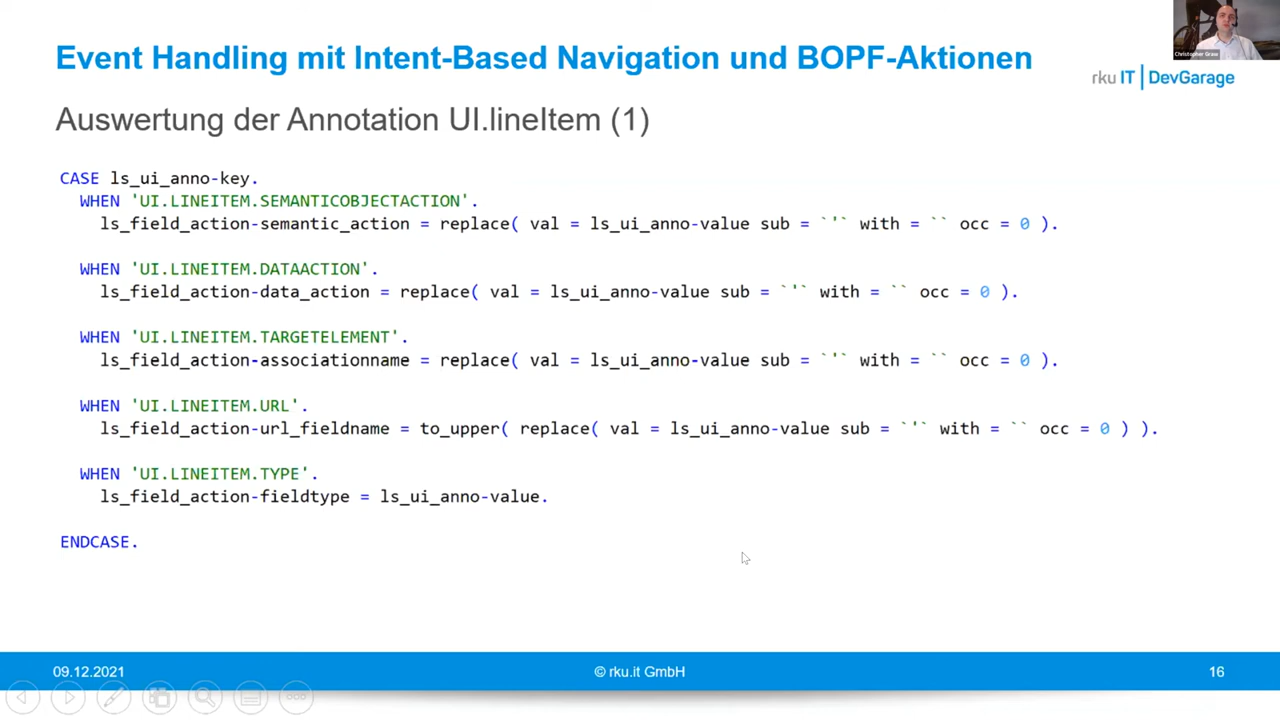 Event Handling mit Intent-Based Navigation und BOPF-Aktionen
rku IT | DevGarage
Auswertung der Annotation UI.lineItem (1)
CASE ls_ui_anno-key.
WHEN 'UI.LINEITEM.SEMANTICOBJECTACTION'.
ls_field_action-semantic_action = replace( val = ls_ui_anno-value sub = `'` with = `` occ = 0 ).
WHEN 'UI.LINEITEM.DATAACTION'.
ls_field_action-data_action = replace( val = ls_ui_anno-value sub = `'` with = `` occ = 0 ).
WHEN 'UI.LINEITEM.TARGETELEMENT'.
ls_field_action-associationname = replace( val = ls_ui_anno-value sub = `'` with = `` occ = 0 ).
WHEN 'UI.LINEITEM.URL'.
ls_field_action-url_fieldname = to_upper( replace( val = ls_ui_anno-value sub = `'` with = `` occ = 0 ) ).
WHEN 'UI.LINEITEM.TYPE'.
ls_field_action-fieldtype = ls_ui_anno-value.
ENDCASE.
09.12.2021
© rku.it GmbH
16